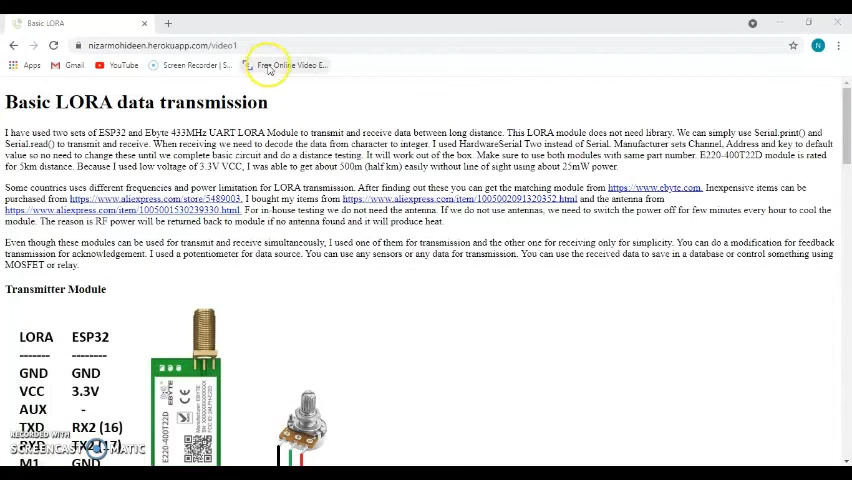 Basic LORA
nizarmohideen.herokuapp.com/video1
N
Apps
Gmail
YouTube
Screen Recorder | S...
Free Online Video E...
Basic LORA data transmission
I have used two sets of ESP32 and Ebyte 433MHz UART LORA Module to transmit and receive data between long distance. This LORA module does not need library. We can simply use Serial.print() and
Serial.read() to transmit and receive. When receiving we need to decode the data from character to integer. I used HardwareSerial Two instead of Serial. Manufacturer sets Channel, Address and key to default
value so no need to change these until we complete basic circuit and do a distance testing. It will work out of the box. Make sure to use both modules with same part number. E220-400T22D module is rated
for 5km distance. Because I used low voltage of 3.3V VCC, I was able to get about 500m (half km) easily without line of sight using about 25mW power.
Some countries uses different frequencies and power limitation for LORA transmission. After finding out these you can get the matching module from https://www.ebyte.com. Inexpensive items can be
purchased from https://www.aliexpress.com/store/5489003. I bought my items from https://www.aliexpress.com/item/1005002091320352.html and the antenna from
https://www.aliexpress.com/item/1005001530239330.html. For in-house testing we do not need the antenna. If we do not use antennas, we need to switch the power off for few minutes every hour to cool the
module. The reason is RF power will be returned back to module if no antenna found and it will produce heat.
Even though these modules can be used for transmit and receive simultaneously, I used one of them for transmission and the other one for receiving only for simplicity. You can do a modification for feedback
transmission for acknowledgement. I used a potentiometer for data source. You can use any sensors or any data for transmission. You can use the received data to save in a database or control something using
MOSFET or relay.
Transmitter Module
LORA ESP32
------- --------
GND GND
VCC 3.3V
AUX -
TXD RX2 (16)
RXD TX2 (17)
M1 GND
EBYTE
E220-400T22D
RECORDED WITH
SCREENCAST-O-MATIC